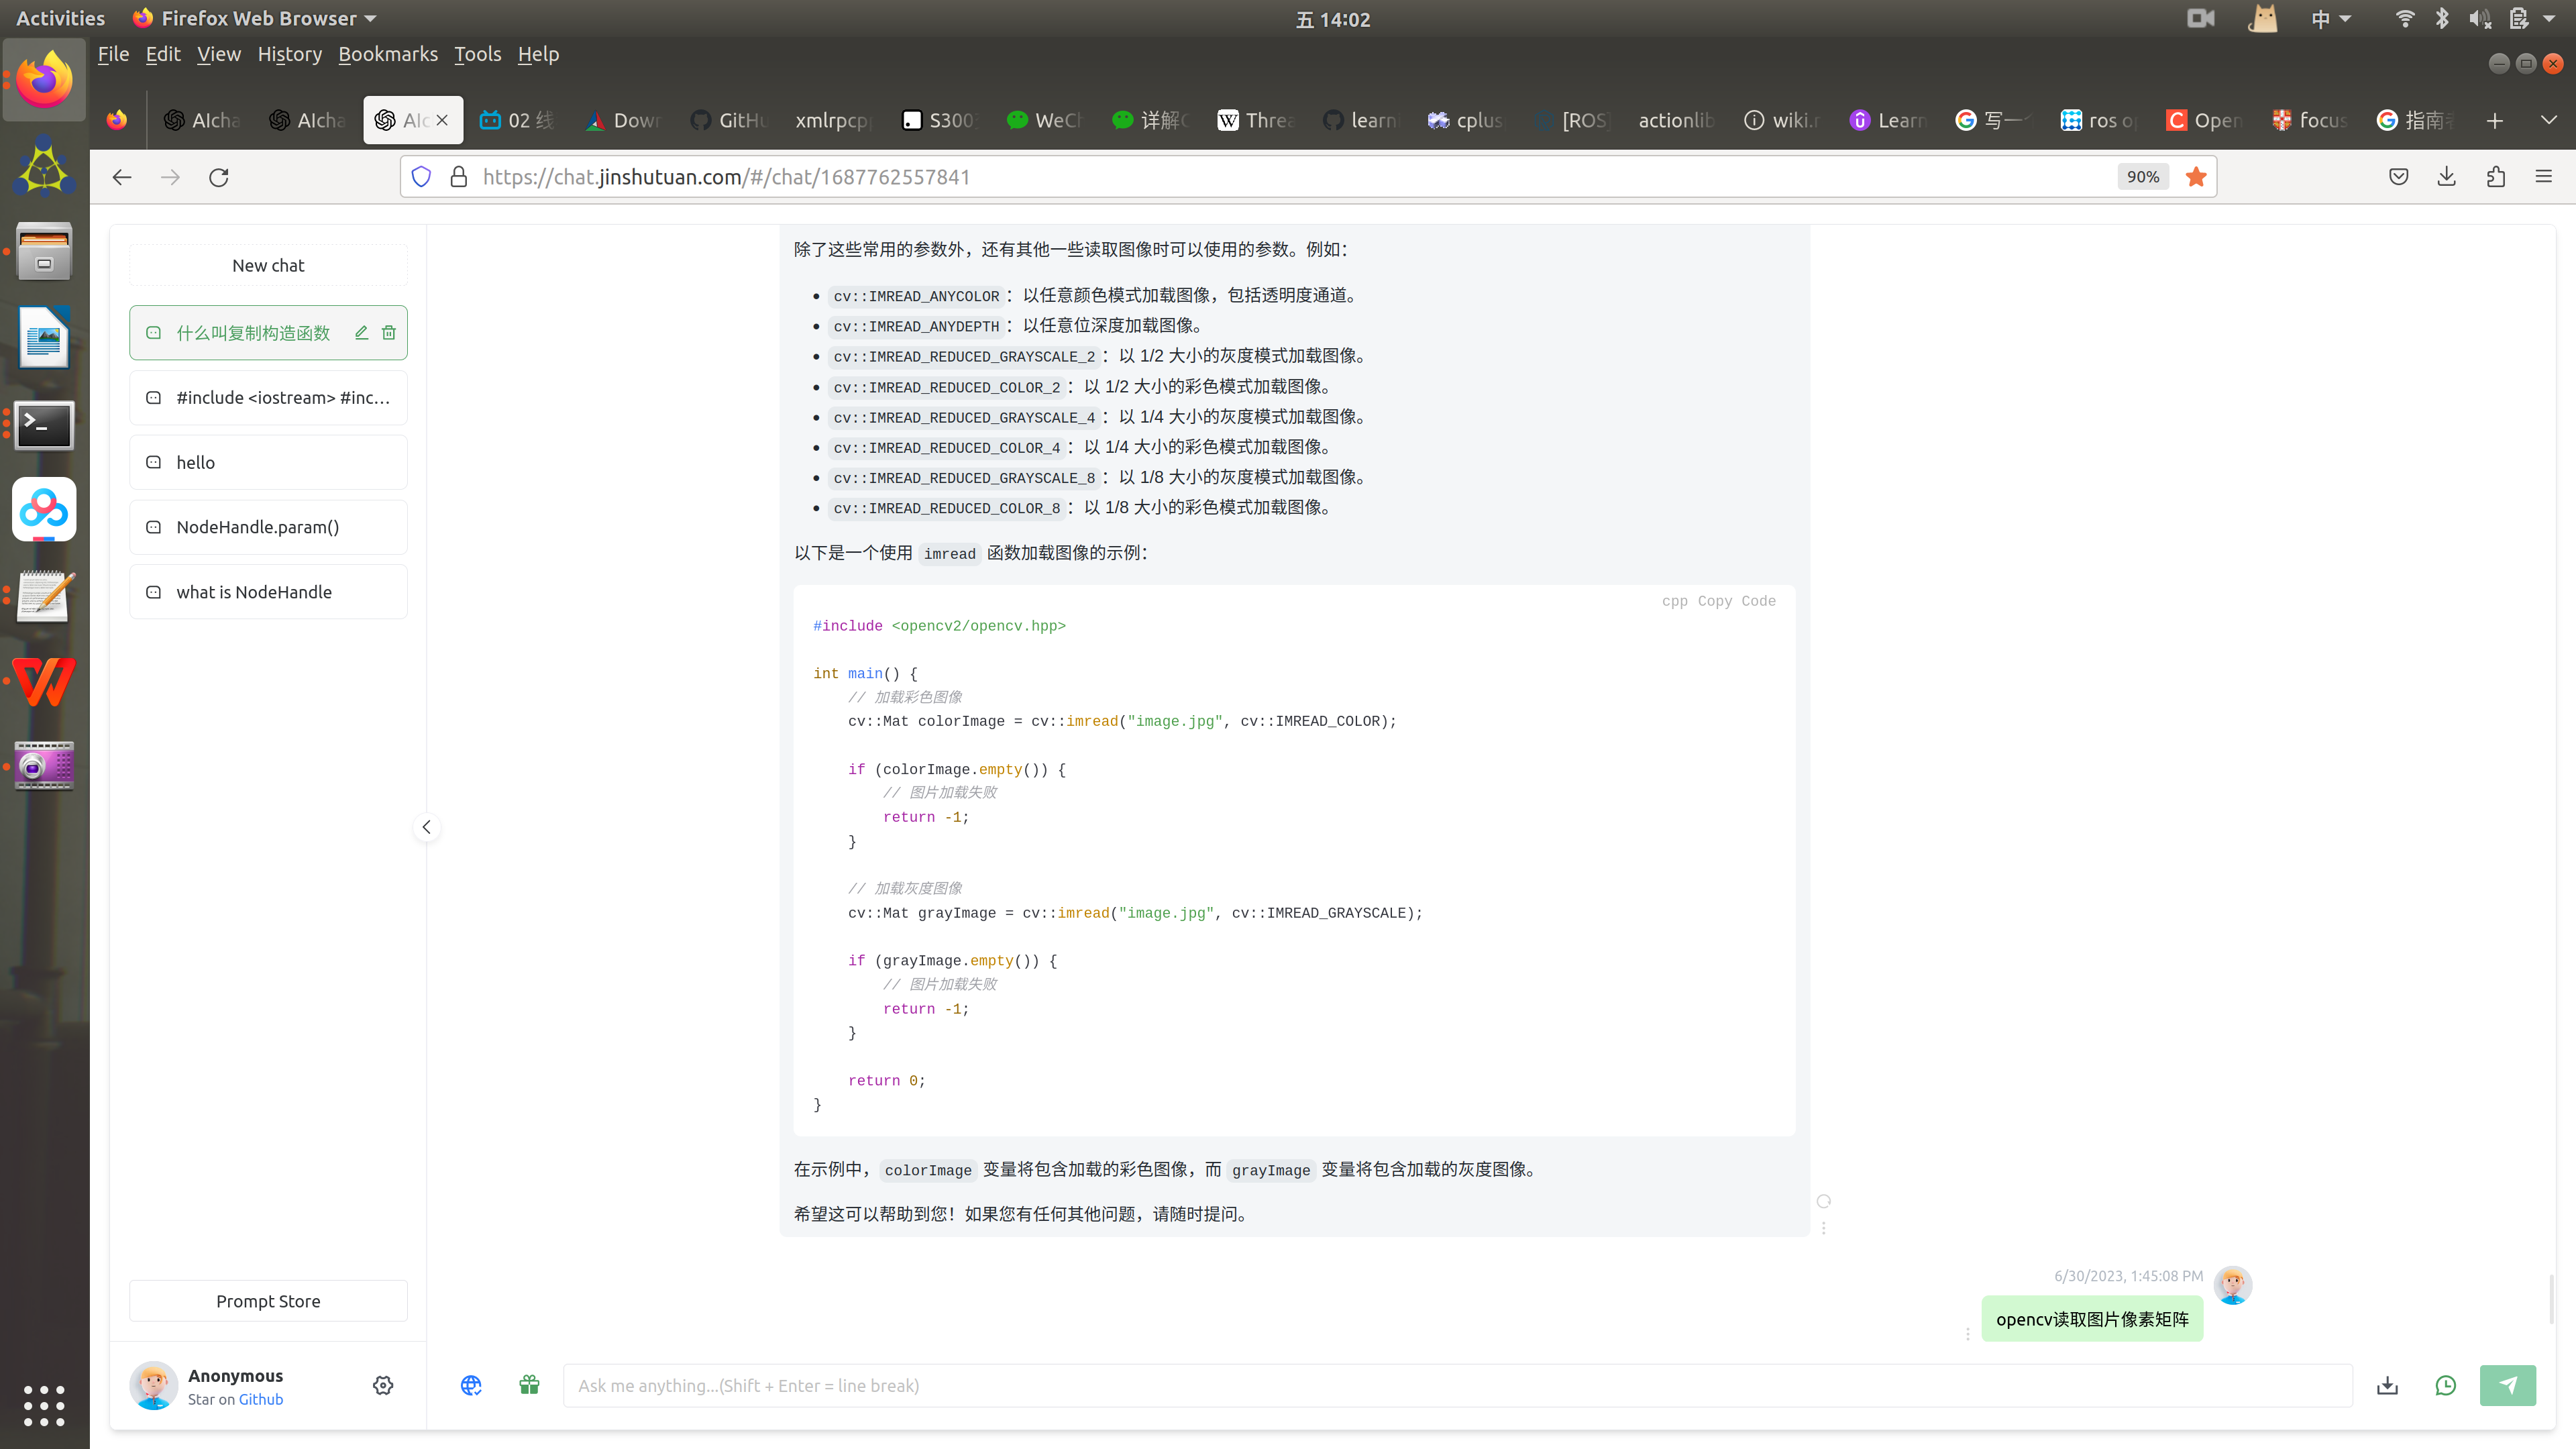 Activities
Firefox Web Browser
五 14:02
中
File Edit View History Bookmarks Tools Help
AIcha
AIcha
AIc
02 线
Down
GitHu
xmlrpcpp
S300
WeCh
详解C
Threa
learn
cplus
[ROS]
actionlib
wiki.r
Learn
写一个
ros op
Open
focus
指南者
https://chat.jinshutuan.com/#/chat/1687762557841
90%
New chat
什么叫复制构造函数
#include <iostream> #inc...
hello
NodeHandle.param()
what is NodeHandle
Prompt Store
Anonymous
Star on Github
除了这些常用的参数外，还有其他一些读取图像时可以使用的参数。例如：
cv::IMREAD_ANYCOLOR：以任意颜色模式加载图像，包括透明度通道。
cv::IMREAD_ANYDEPTH：以任意位深度加载图像。
cv::IMREAD_REDUCED_GRAYSCALE_2：以 1/2 大小的灰度模式加载图像。
cv::IMREAD_REDUCED_COLOR_2：以 1/2 大小的彩色模式加载图像。
cv::IMREAD_REDUCED_GRAYSCALE_4：以 1/4 大小的灰度模式加载图像。
cv::IMREAD_REDUCED_COLOR_4：以 1/4 大小的彩色模式加载图像。
cv::IMREAD_REDUCED_GRAYSCALE_8：以 1/8 大小的灰度模式加载图像。
cv::IMREAD_REDUCED_COLOR_8：以 1/8 大小的彩色模式加载图像。
以下是一个使用 imread 函数加载图像的示例：
cpp Copy Code
#include <opencv2/opencv.hpp>
int main() {
// 加载彩色图像
cv::Mat colorImage = cv::imread("image.jpg", cv::IMREAD_COLOR);
if (colorImage.empty()) {
// 图片加载失败
return -1;
}
// 加载灰度图像
cv::Mat grayImage = cv::imread("image.jpg", cv::IMREAD_GRAYSCALE);
if (grayImage.empty()) {
// 图片加载失败
return -1;
}
return 0;
}
在示例中，colorImage 变量将包含加载的彩色图像，而 grayImage 变量将包含加载的灰度图像。
希望这可以帮助到您！如果您有任何其他问题，请随时提问。
6/30/2023, 1:45:08 PM
opencv读取图片像素矩阵
Ask me anything...(Shift + Enter = line break)